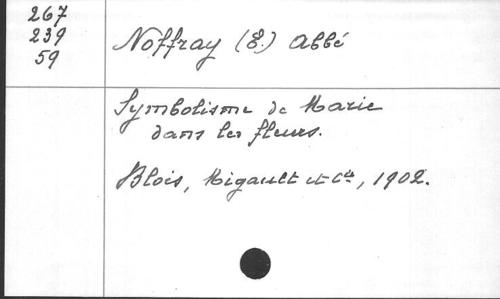 267
239
59
Noffray (E.) Abbé
Symbolisme de Marie
dans les fleurs.
Blois, Migault et Cie, 1902.